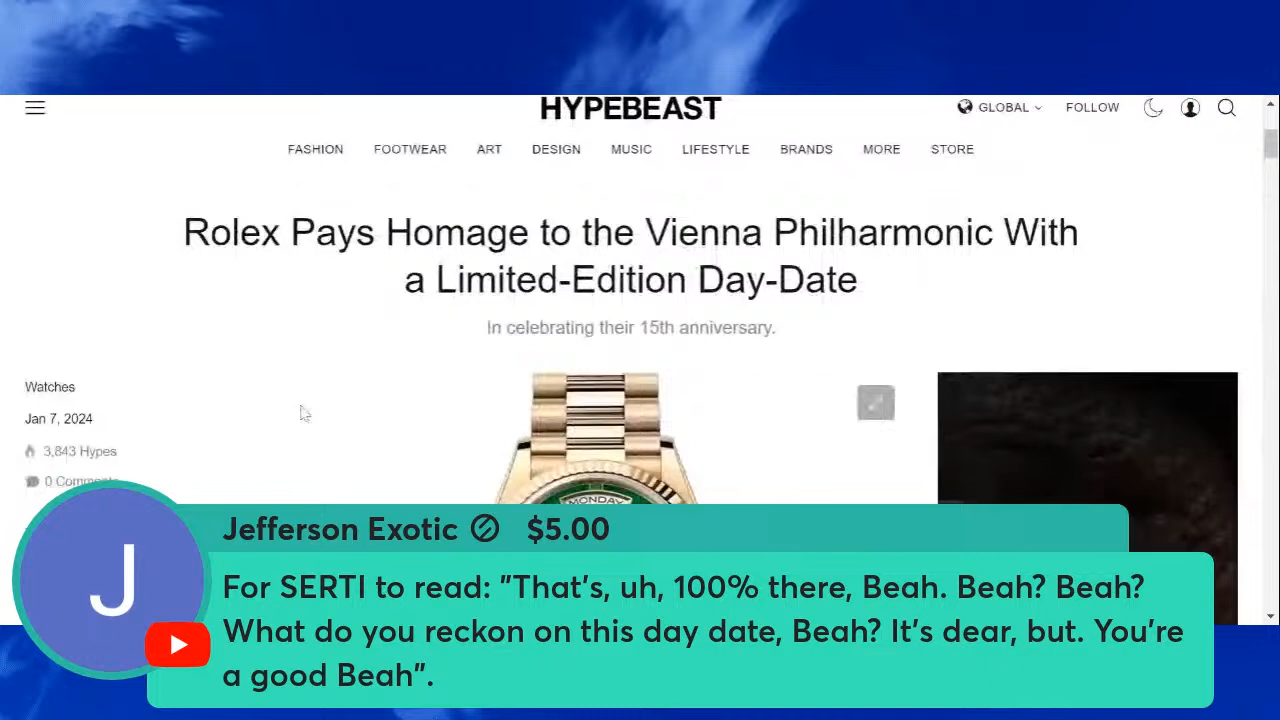 HYPEBEAST
GLOBAL FOLLOW
FASHION FOOTWEAR ART DESIGN MUSIC LIFESTYLE BRANDS MORE STORE
Rolex Pays Homage to the Vienna Philharmonic With
a Limited-Edition Day-Date
In celebrating their 15th anniversary.
Watches
Jan 7, 2024
3,843 Hypes
0 Comments
MONDAY
Jefferson Exotic $5.00
J
For SERTI to read: "That's, uh, 100% there, Beah. Beah? Beah?
What do you reckon on this day date, Beah? It's dear, but. You're
a good Beah".